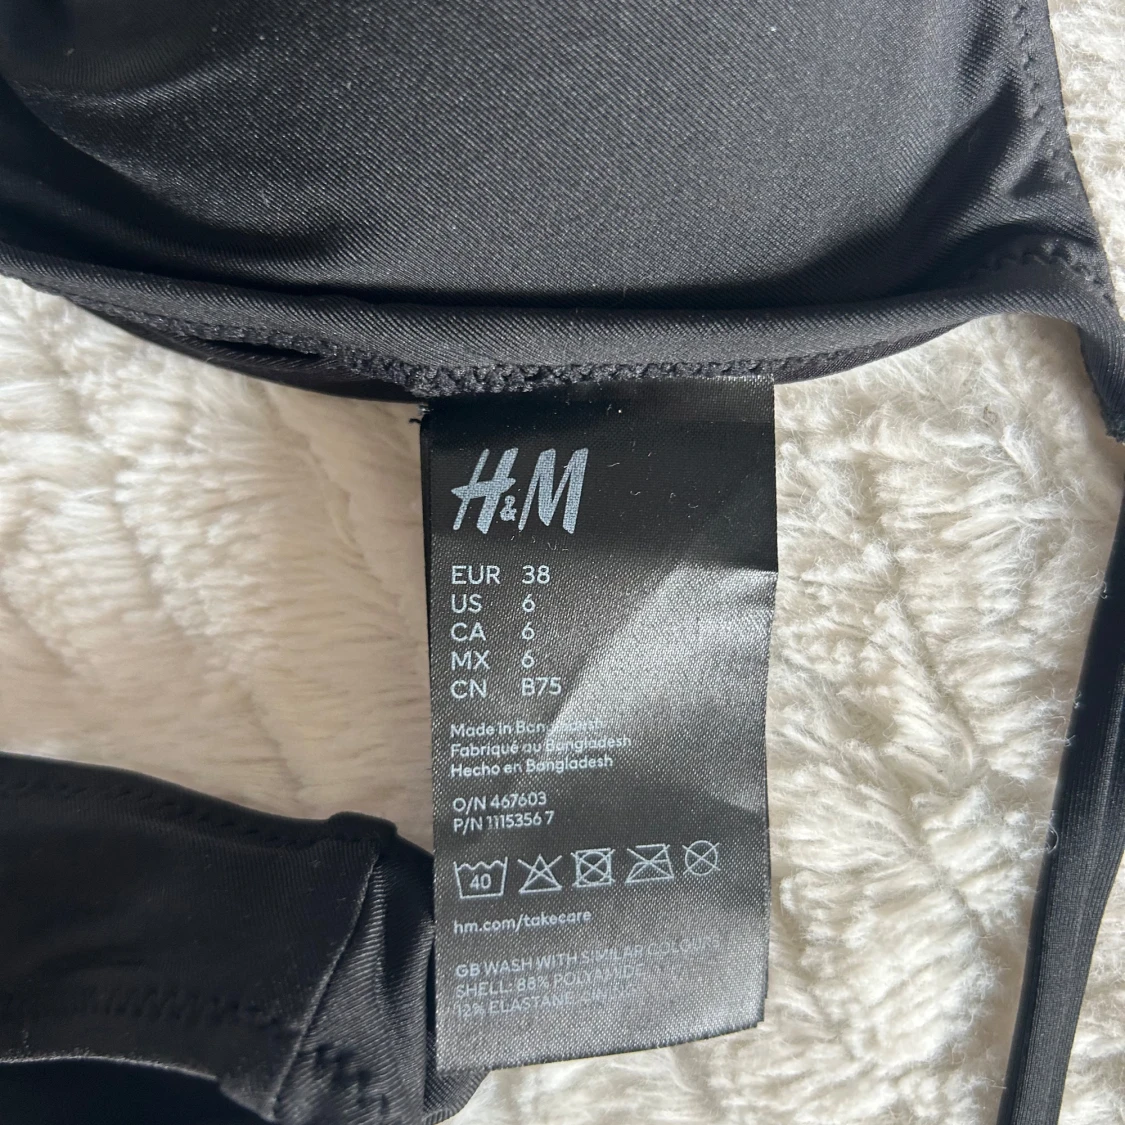 H&M
EUR 38
US 6
CA 6
MX 6
CN B75
Made in Bangladesh
Fabriqué au Bangladesh
Hecho en Bangladesh
O/N 467603
P/N 1115356 7
40
hm.com/takecare
GB WASH WITH SIMILAR COLOURS
SHELL: 88% POLYAMIDE
12% ELASTANE